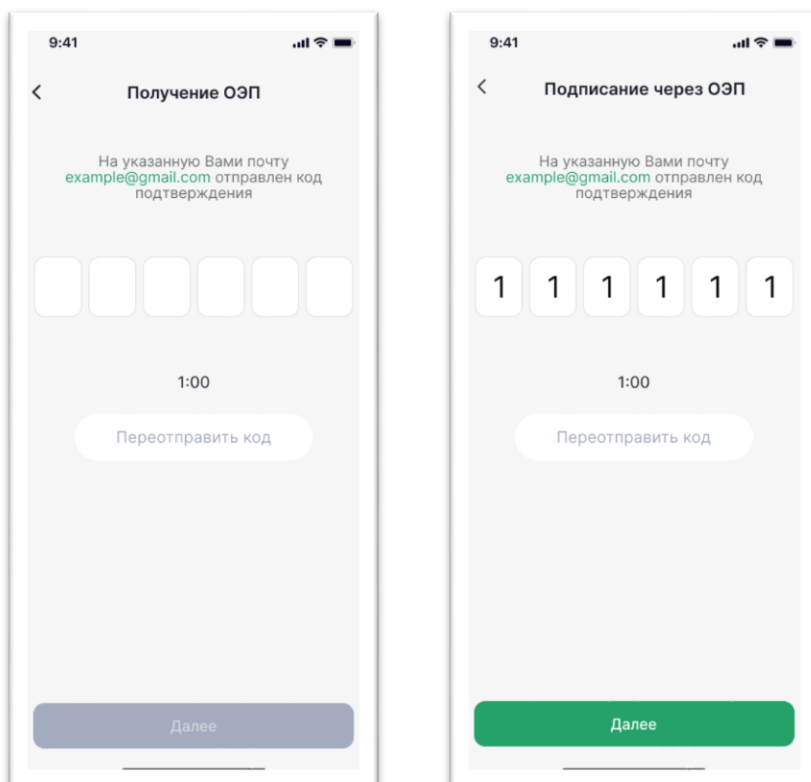 9:41
Получение ОЭП
На указанную Вами почту
example@gmail.com отправлен код
подтверждения
1:00
Переотправить код
Далее
9:41
Подписание через ОЭП
На указанную Вами почту
example@gmail.com отправлен код
подтверждения
1 1 1 1 1 1
1:00
Переотправить код
Далее